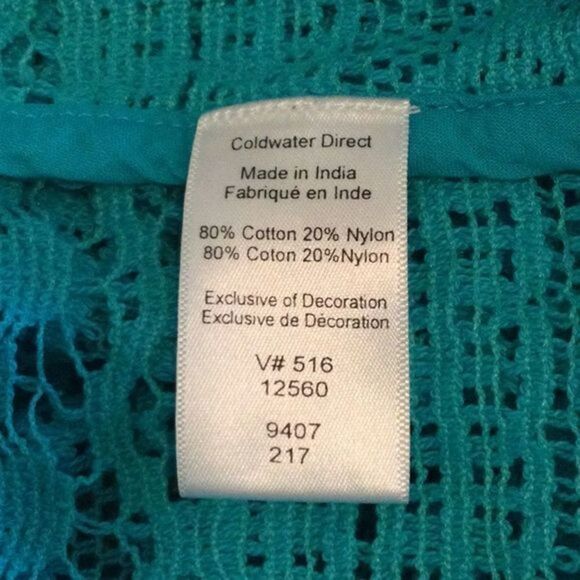 Coldwater Direct
Made in India
Fabriqué en Inde
80% Cotton 20% Nylon
80% Coton 20%Nylon
Exclusive of Decoration
Exclusive de Décoration
V# 516
12560
9407
217